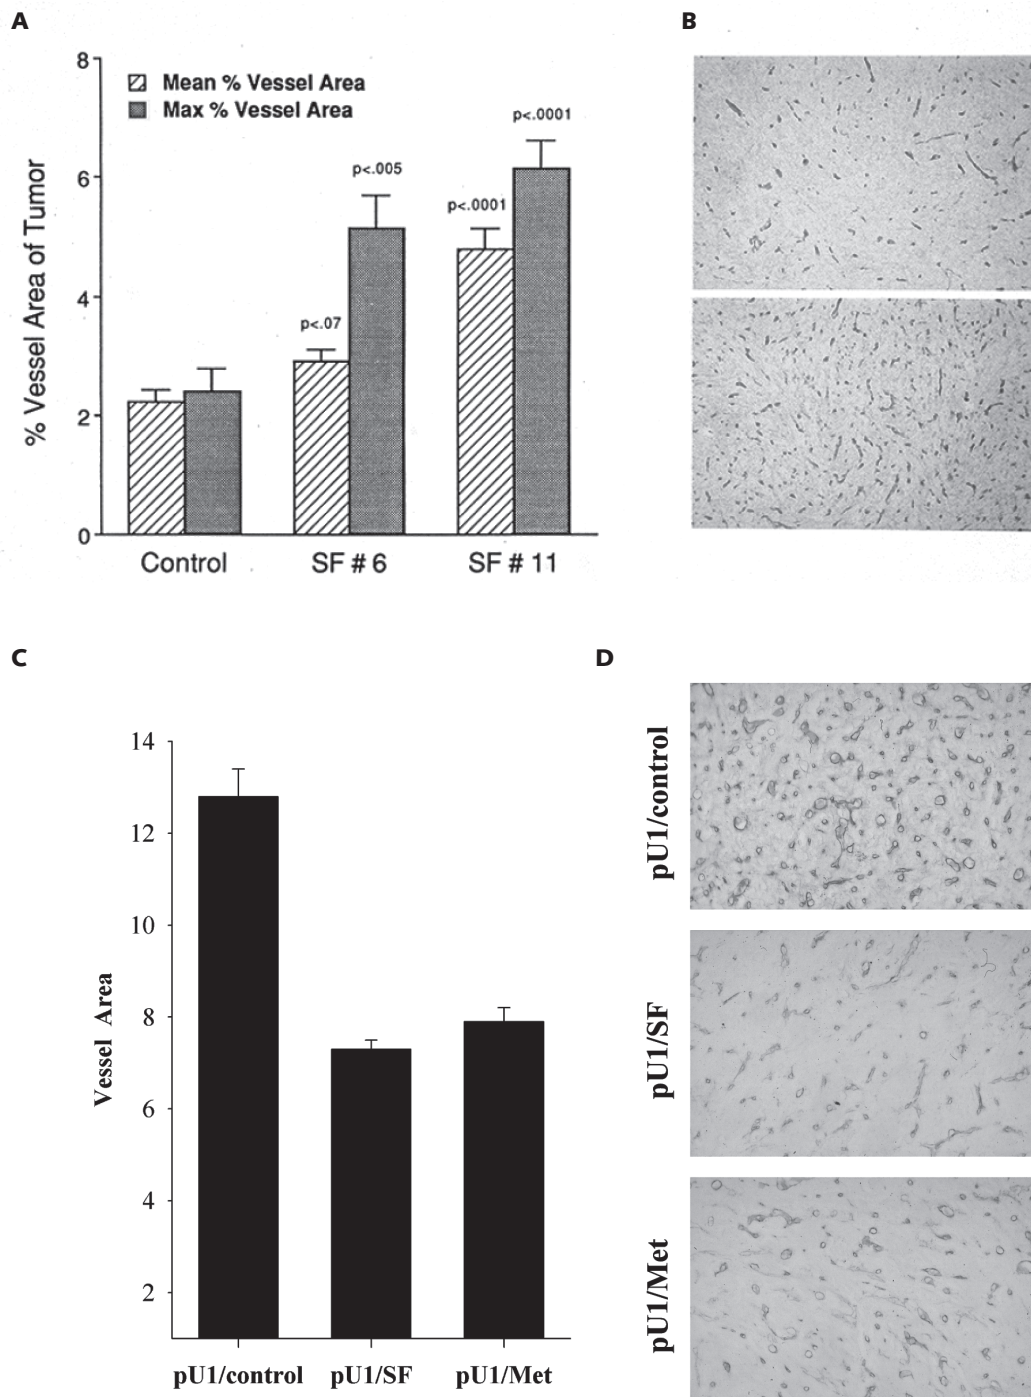 A
B
8
6
4
2
0
% Vessel Area of Tumor
Mean % Vessel Area
Max % Vessel Area
p<.07
p<.005
p<.0001
p<.0001
Control
SF # 6
SF # 11
C
D
14
12
10
8
6
4
2
Vessel Area
pU1/control
pU1/SF
pU1/Met
pU1/control
pU1/SF
pU1/Met